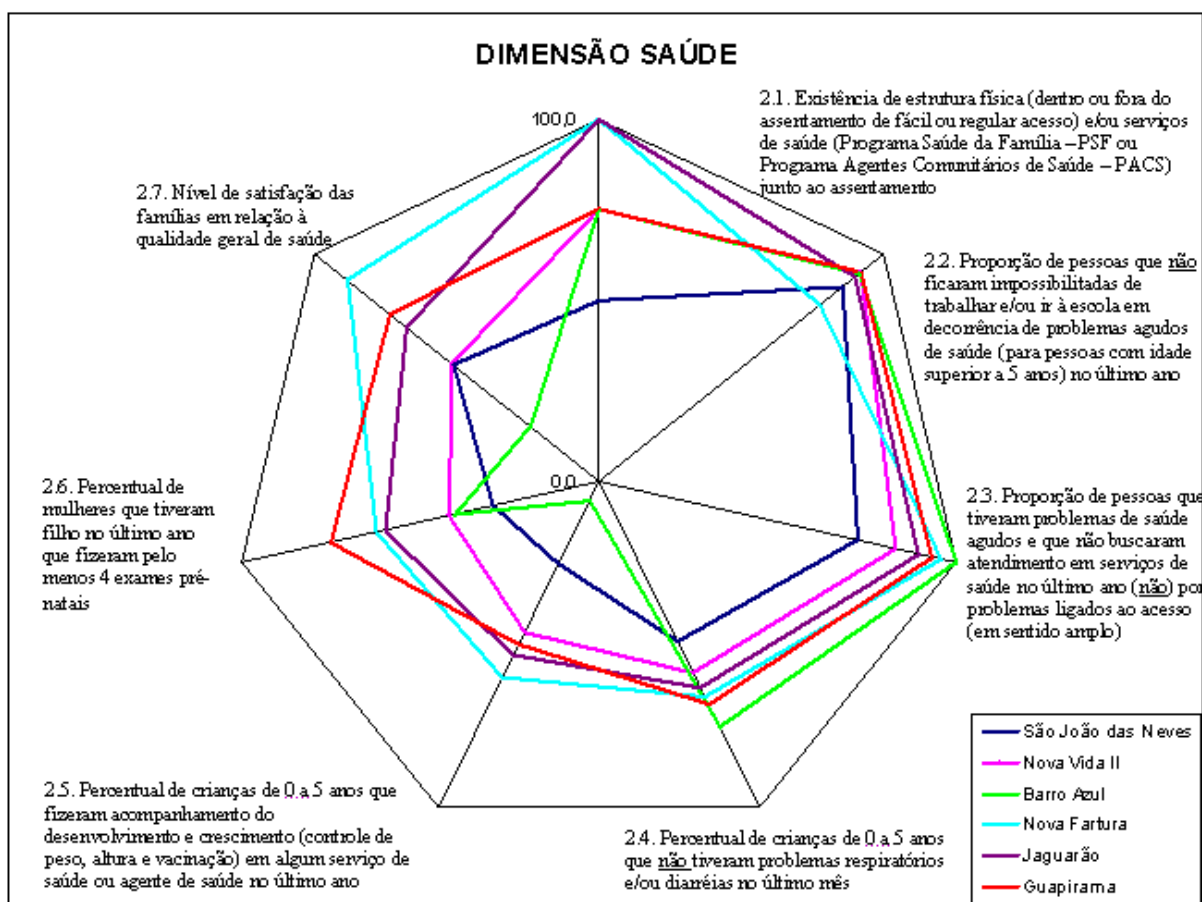 DIMENSÃO SAÚDE
2.1. Existência de estrutura física (dentro ou fora do
assentamento de fácil ou regular acesso) e/ou serviços
de saúde (Programa Saúde da Família – PSF ou
Programa Agentes Comunitários de Saúde – PACS)
junto ao assentamento
100,0
2.7. Nível de satisfação das
famílias em relação à
qualidade geral de saúde
2.2. Proporção de pessoas que não
ficaram impossibilitadas de
trabalhar e/ou ir à escola em
decorrência de problemas agudos
de saúde (para pessoas com idade
superior a 5 anos) no último ano
0,0
2.6. Percentual de
mulheres que tiveram
filho no último ano
que fizeram pelo
menos 4 exames pré-
natais
2.3. Proporção de pessoas que
tiveram problemas de saúde
agudos e que não buscaram
atendimento em serviços de
saúde no último ano (não) por
problemas ligados ao acesso
(em sentido amplo)
2.5. Percentual de crianças de 0 a 5 anos que
fizeram acompanhamento do
desenvolvimento e crescimento (controle de
peso, altura e vacinação) em algum serviço de
saúde ou agente de saúde no último ano
2.4. Percentual de crianças de 0 a 5 anos
que não tiveram problemas respiratórios
e/ou diarréias no último mês
São João das Neves
Nova Vida II
Barro Azul
Nova Fartura
Jaguarão
Guapirama